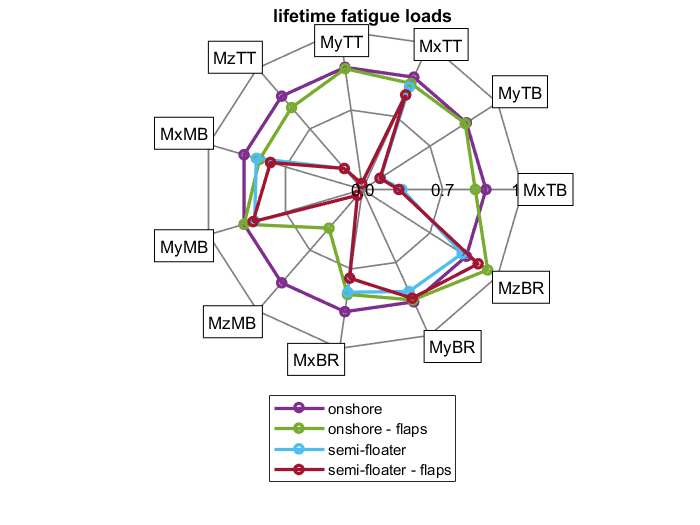 lifetime fatigue loads
MyTT
MxTT
MzTT
MyTB
MxMB
0.0
0.7
1
MxTB
MyMB
MzBR
MzMB
MyBR
MxBR
onshore
onshore - flaps
semi-floater
semi-floater - flaps